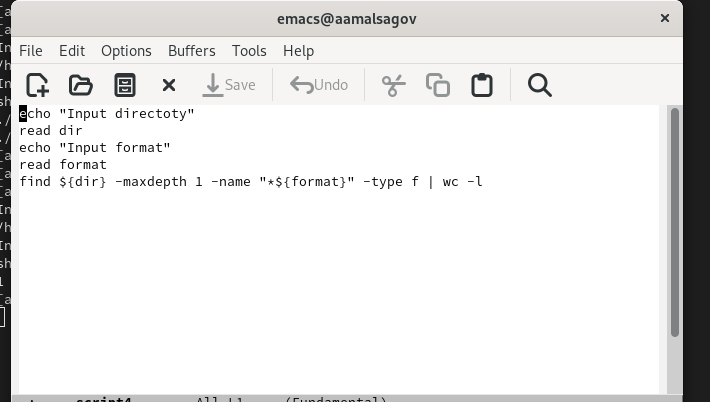 emacs@aamalsagov
File Edit Options Buffers Tools Help
Save Undo
echo "Input directoty"
read dir
echo "Input format"
read format
find ${dir} -maxdepth 1 -name "*${format}" -type f | wc -l
script4 All L1 (Fundamental)